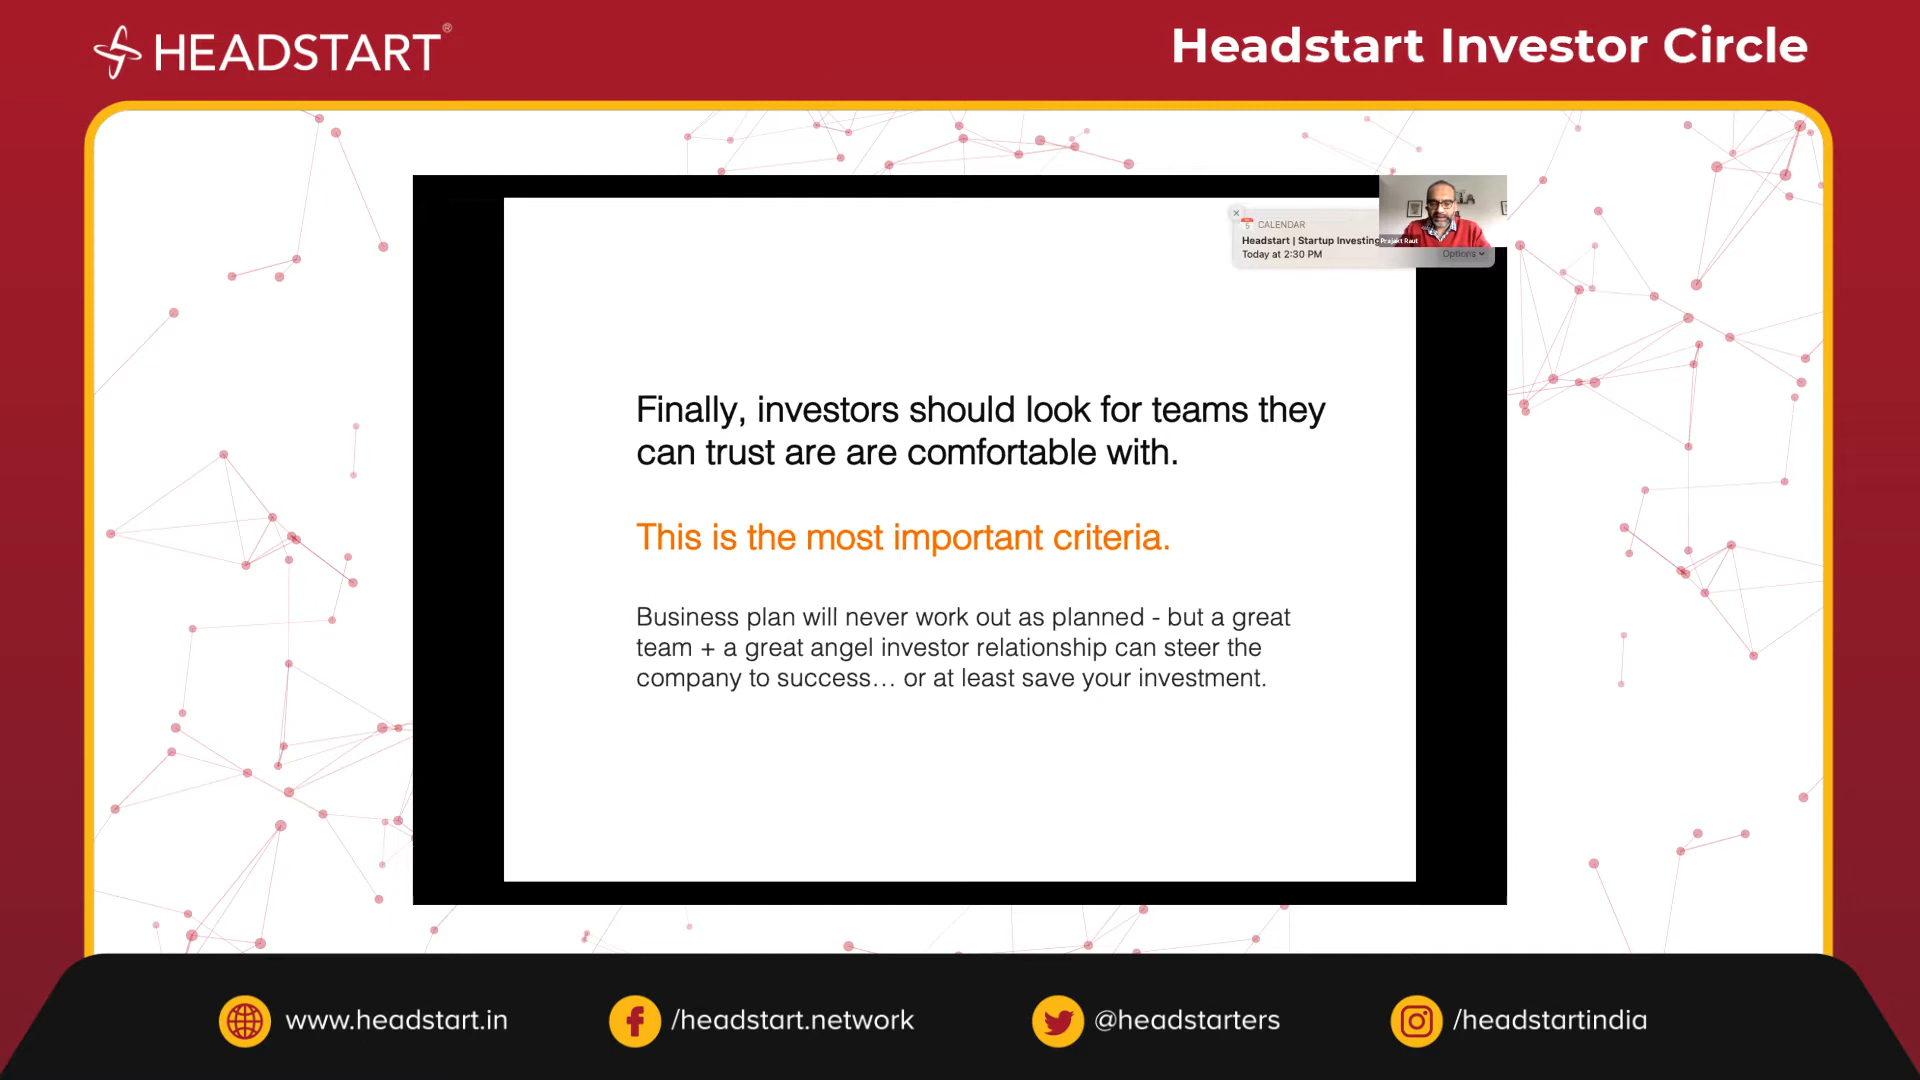 HEADSTART®
Headstart Investor Circle
CALENDAR
Headstart | Startup Investing
Today at 2:30 PM
Options
Prajakt Raut
Finally, investors should look for teams they
can trust are are comfortable with.
This is the most important criteria.
Business plan will never work out as planned - but a great
team + a great angel investor relationship can steer the
company to success… or at least save your investment.
www.headstart.in
/headstart.network
@headstarters
/headstartindia